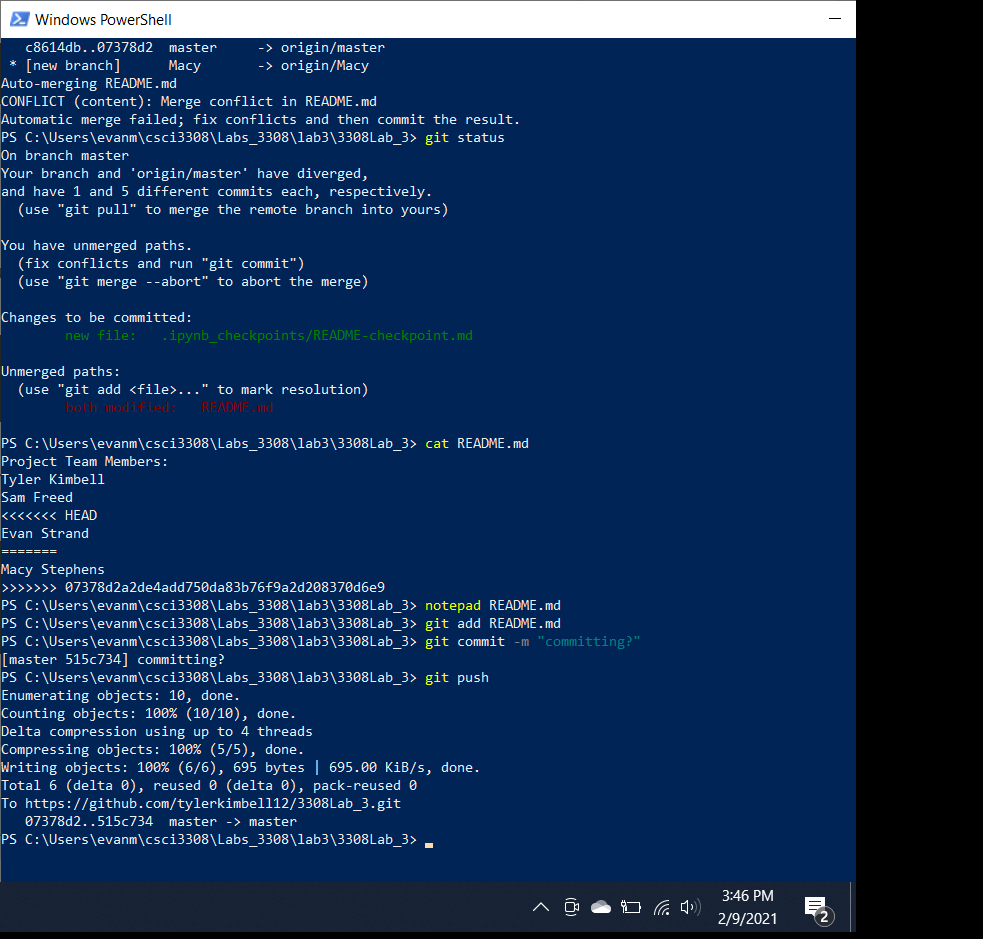 Windows PowerShell
   c8614db..07378d2  master     -> origin/master
 * [new branch]      Macy       -> origin/Macy
Auto-merging README.md
CONFLICT (content): Merge conflict in README.md
Automatic merge failed; fix conflicts and then commit the result.
PS C:\Users\evanm\csci3308\Labs_3308\lab3\3308Lab_3> git status
On branch master
Your branch and 'origin/master' have diverged,
and have 1 and 5 different commits each, respectively.
  (use "git pull" to merge the remote branch into yours)

You have unmerged paths.
  (fix conflicts and run "git commit")
  (use "git merge --abort" to abort the merge)

Changes to be committed:
        new file:   .ipynb_checkpoints/README-checkpoint.md

Unmerged paths:
  (use "git add <file>..." to mark resolution)
        both modified:   README.md

PS C:\Users\evanm\csci3308\Labs_3308\lab3\3308Lab_3> cat README.md
Project Team Members:
Tyler Kimbell
Sam Freed
<<<<<<< HEAD
Evan Strand
=======
Macy Stephens
>>>>>>> 07378d2a2de4add750da83b76f9a2d208370d6e9
PS C:\Users\evanm\csci3308\Labs_3308\lab3\3308Lab_3> notepad README.md
PS C:\Users\evanm\csci3308\Labs_3308\lab3\3308Lab_3> git add README.md
PS C:\Users\evanm\csci3308\Labs_3308\lab3\3308Lab_3> git commit -m "committing?"
[master 515c734] committing?
PS C:\Users\evanm\csci3308\Labs_3308\lab3\3308Lab_3> git push
Enumerating objects: 10, done.
Counting objects: 100% (10/10), done.
Delta compression using up to 4 threads
Compressing objects: 100% (5/5), done.
Writing objects: 100% (6/6), 695 bytes | 695.00 KiB/s, done.
Total 6 (delta 0), reused 0 (delta 0), pack-reused 0
To https://github.com/tylerkimbell12/3308Lab_3.git
   07378d2..515c734  master -> master
PS C:\Users\evanm\csci3308\Labs_3308\lab3\3308Lab_3>
3:46 PM
2/9/2021
2